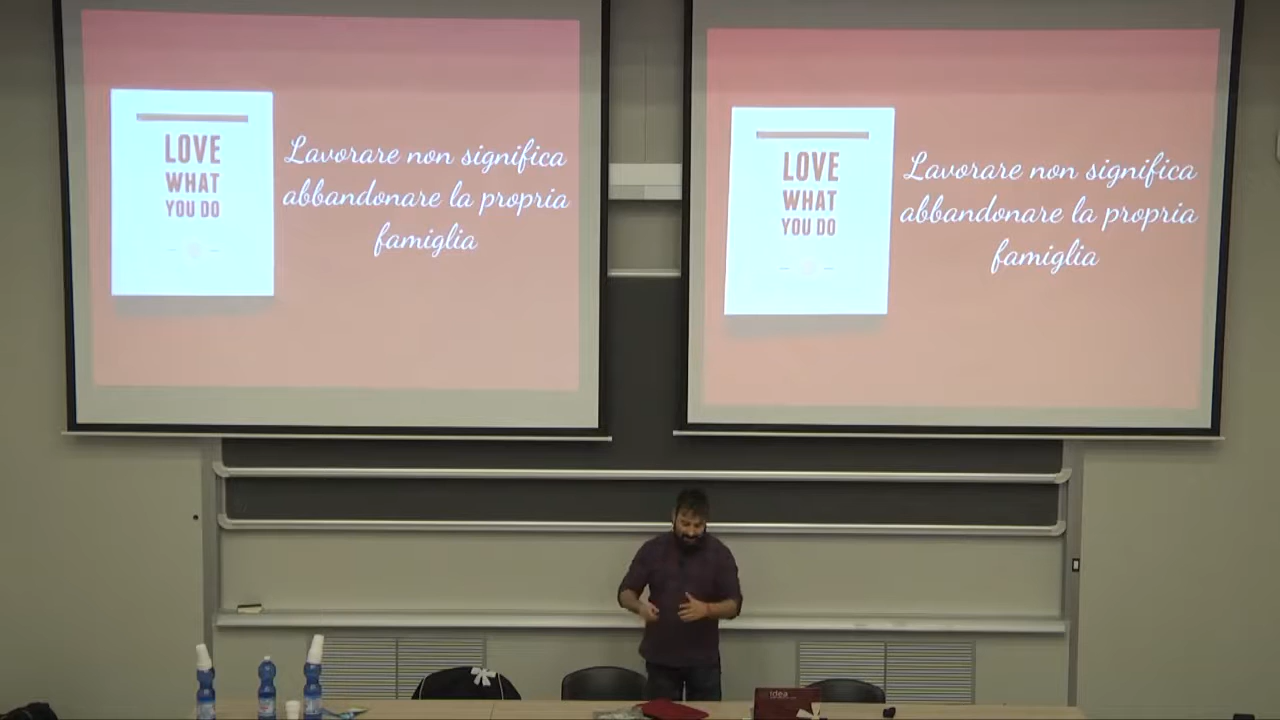 LOVE
WHAT
YOU DO
Lavorare non significa
abbandonare la propria
famiglia
LOVE
WHAT
YOU DO
Lavorare non significa
abbandonare la propria
famiglia
idea